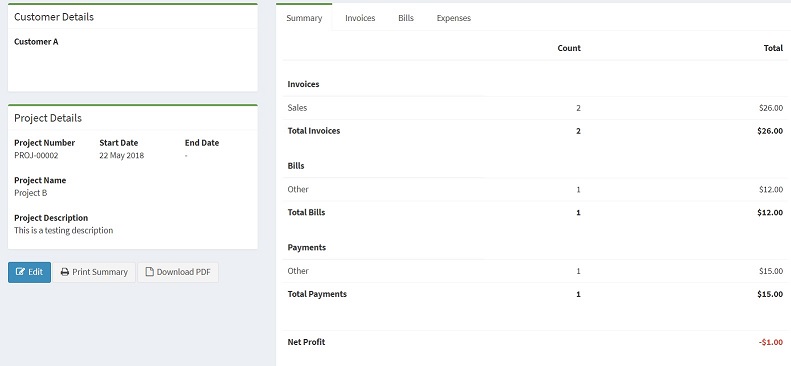 Customer Details
Customer A
Project Details
Project Number Start Date End Date
PROJ-00002 22 May 2018 -
Project Name
Project B
Project Description
This is a testing description
Edit Print Summary Download PDF
Summary Invoices Bills Expenses
Count Total
Invoices
Sales 2 $26.00
Total Invoices 2 $26.00
Bills
Other 1 $12.00
Total Bills 1 $12.00
Payments
Other 1 $15.00
Total Payments 1 $15.00
Net Profit -$1.00